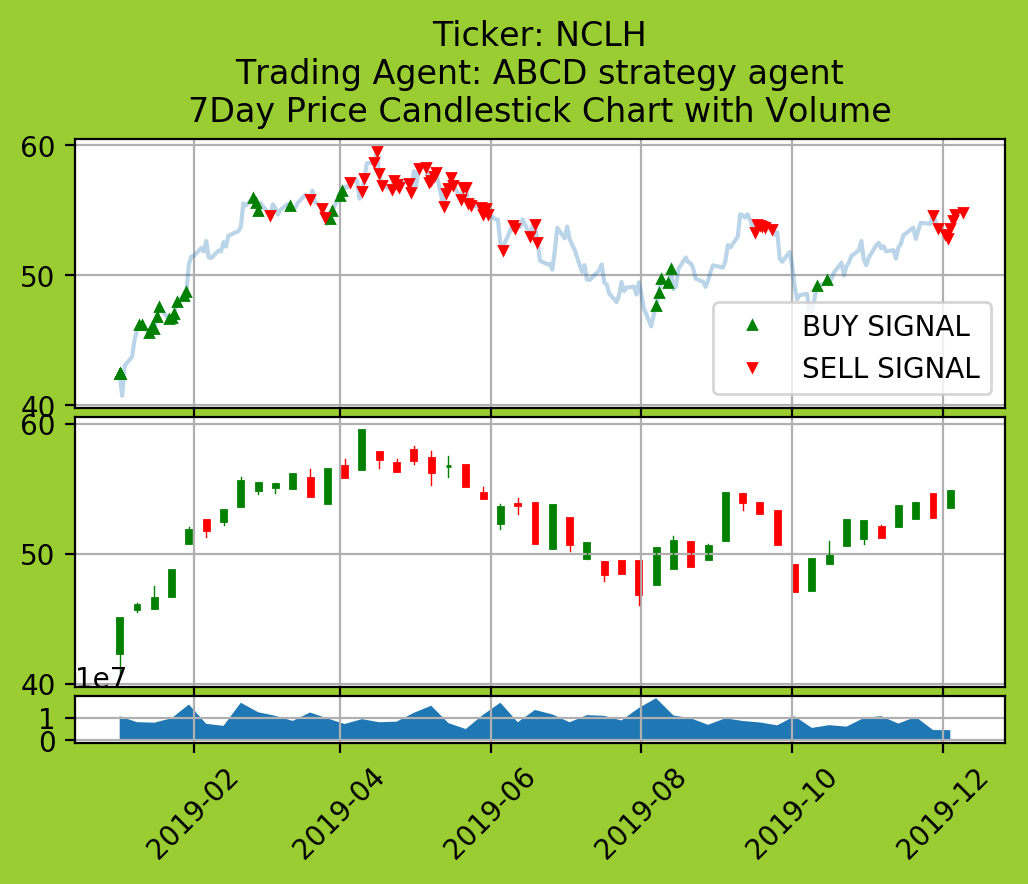 Ticker: NCLH
Trading Agent: ABCD strategy agent
7Day Price Candlestick Chart with Volume
60
50
40
BUY SIGNAL
SELL SIGNAL
60
50
40
1e7
1
0
2019-02
2019-04
2019-06
2019-08
2019-10
2019-12